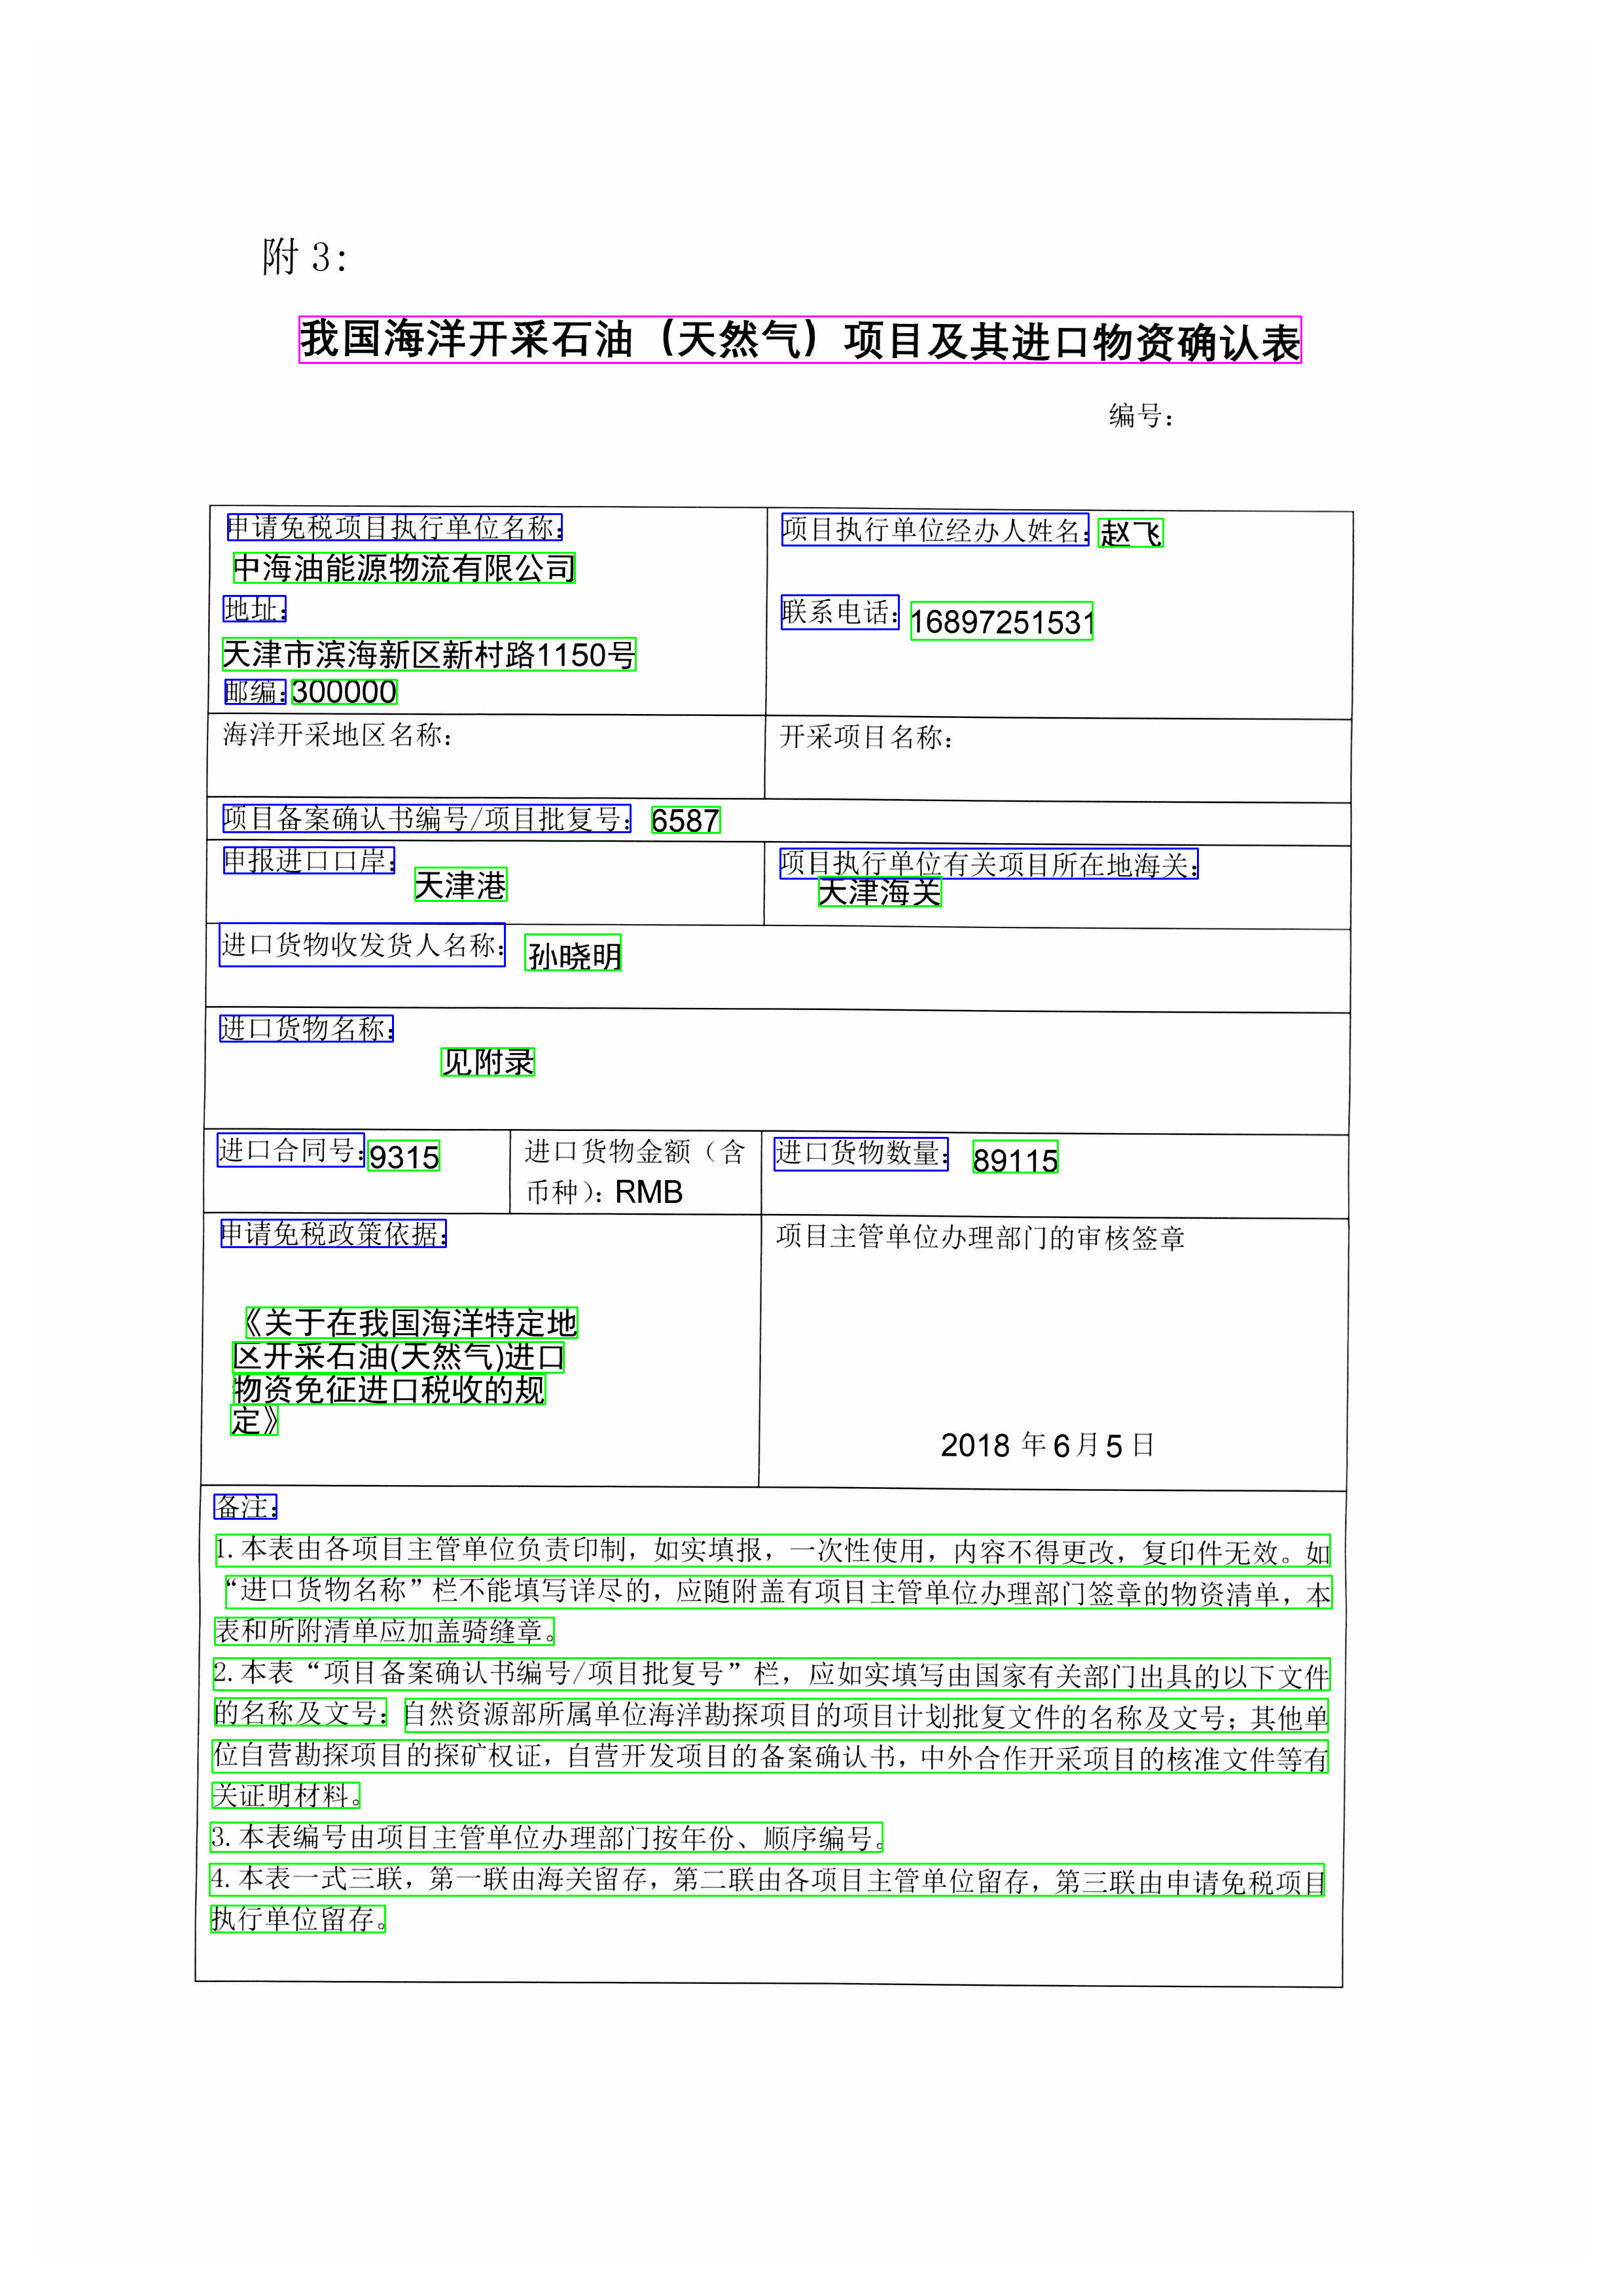 附 3:
我国海洋开采石油（天然气）项目及其进口物资确认表
编号:
申请免税项目执行单位名称:
中海油能源物流有限公司
地址:
天津市滨海新区新村路1150号
邮编: 300000
项目执行单位经办人姓名: 赵飞
联系电话: 16897251531
海洋开采地区名称:
开采项目名称:
项目备案确认书编号/项目批复号: 6587
申报进口口岸:
天津港
项目执行单位有关项目所在地海关:
天津海关
进口货物收发货人名称: 孙晓明
进口货物名称:
见附录
进口合同号: 9315
进口货物金额（含
币种）: RMB
进口货物数量: 89115
申请免税政策依据:
《关于在我国海洋特定地
区开采石油(天然气)进口
物资免征进口税收的规
定》
项目主管单位办理部门的审核签章
2018 年 6 月 5 日
备注:
1. 本表由各项目主管单位负责印制，如实填报，一次性使用，内容不得更改，复印件无效。如
“进口货物名称”栏不能填写详尽的，应随附盖有项目主管单位办理部门签章的物资清单，本
表和所附清单应加盖骑缝章。
2. 本表“项目备案确认书编号/项目批复号”栏，应如实填写由国家有关部门出具的以下文件
的名称及文号: 自然资源部所属单位海洋勘探项目的项目计划批复文件的名称及文号；其他单
位自营勘探项目的探矿权证，自营开发项目的备案确认书，中外合作开采项目的核准文件等有
关证明材料。
3. 本表编号由项目主管单位办理部门按年份、顺序编号。
4. 本表一式三联，第一联由海关留存，第二联由各项目主管单位留存，第三联由申请免税项目
执行单位留存。